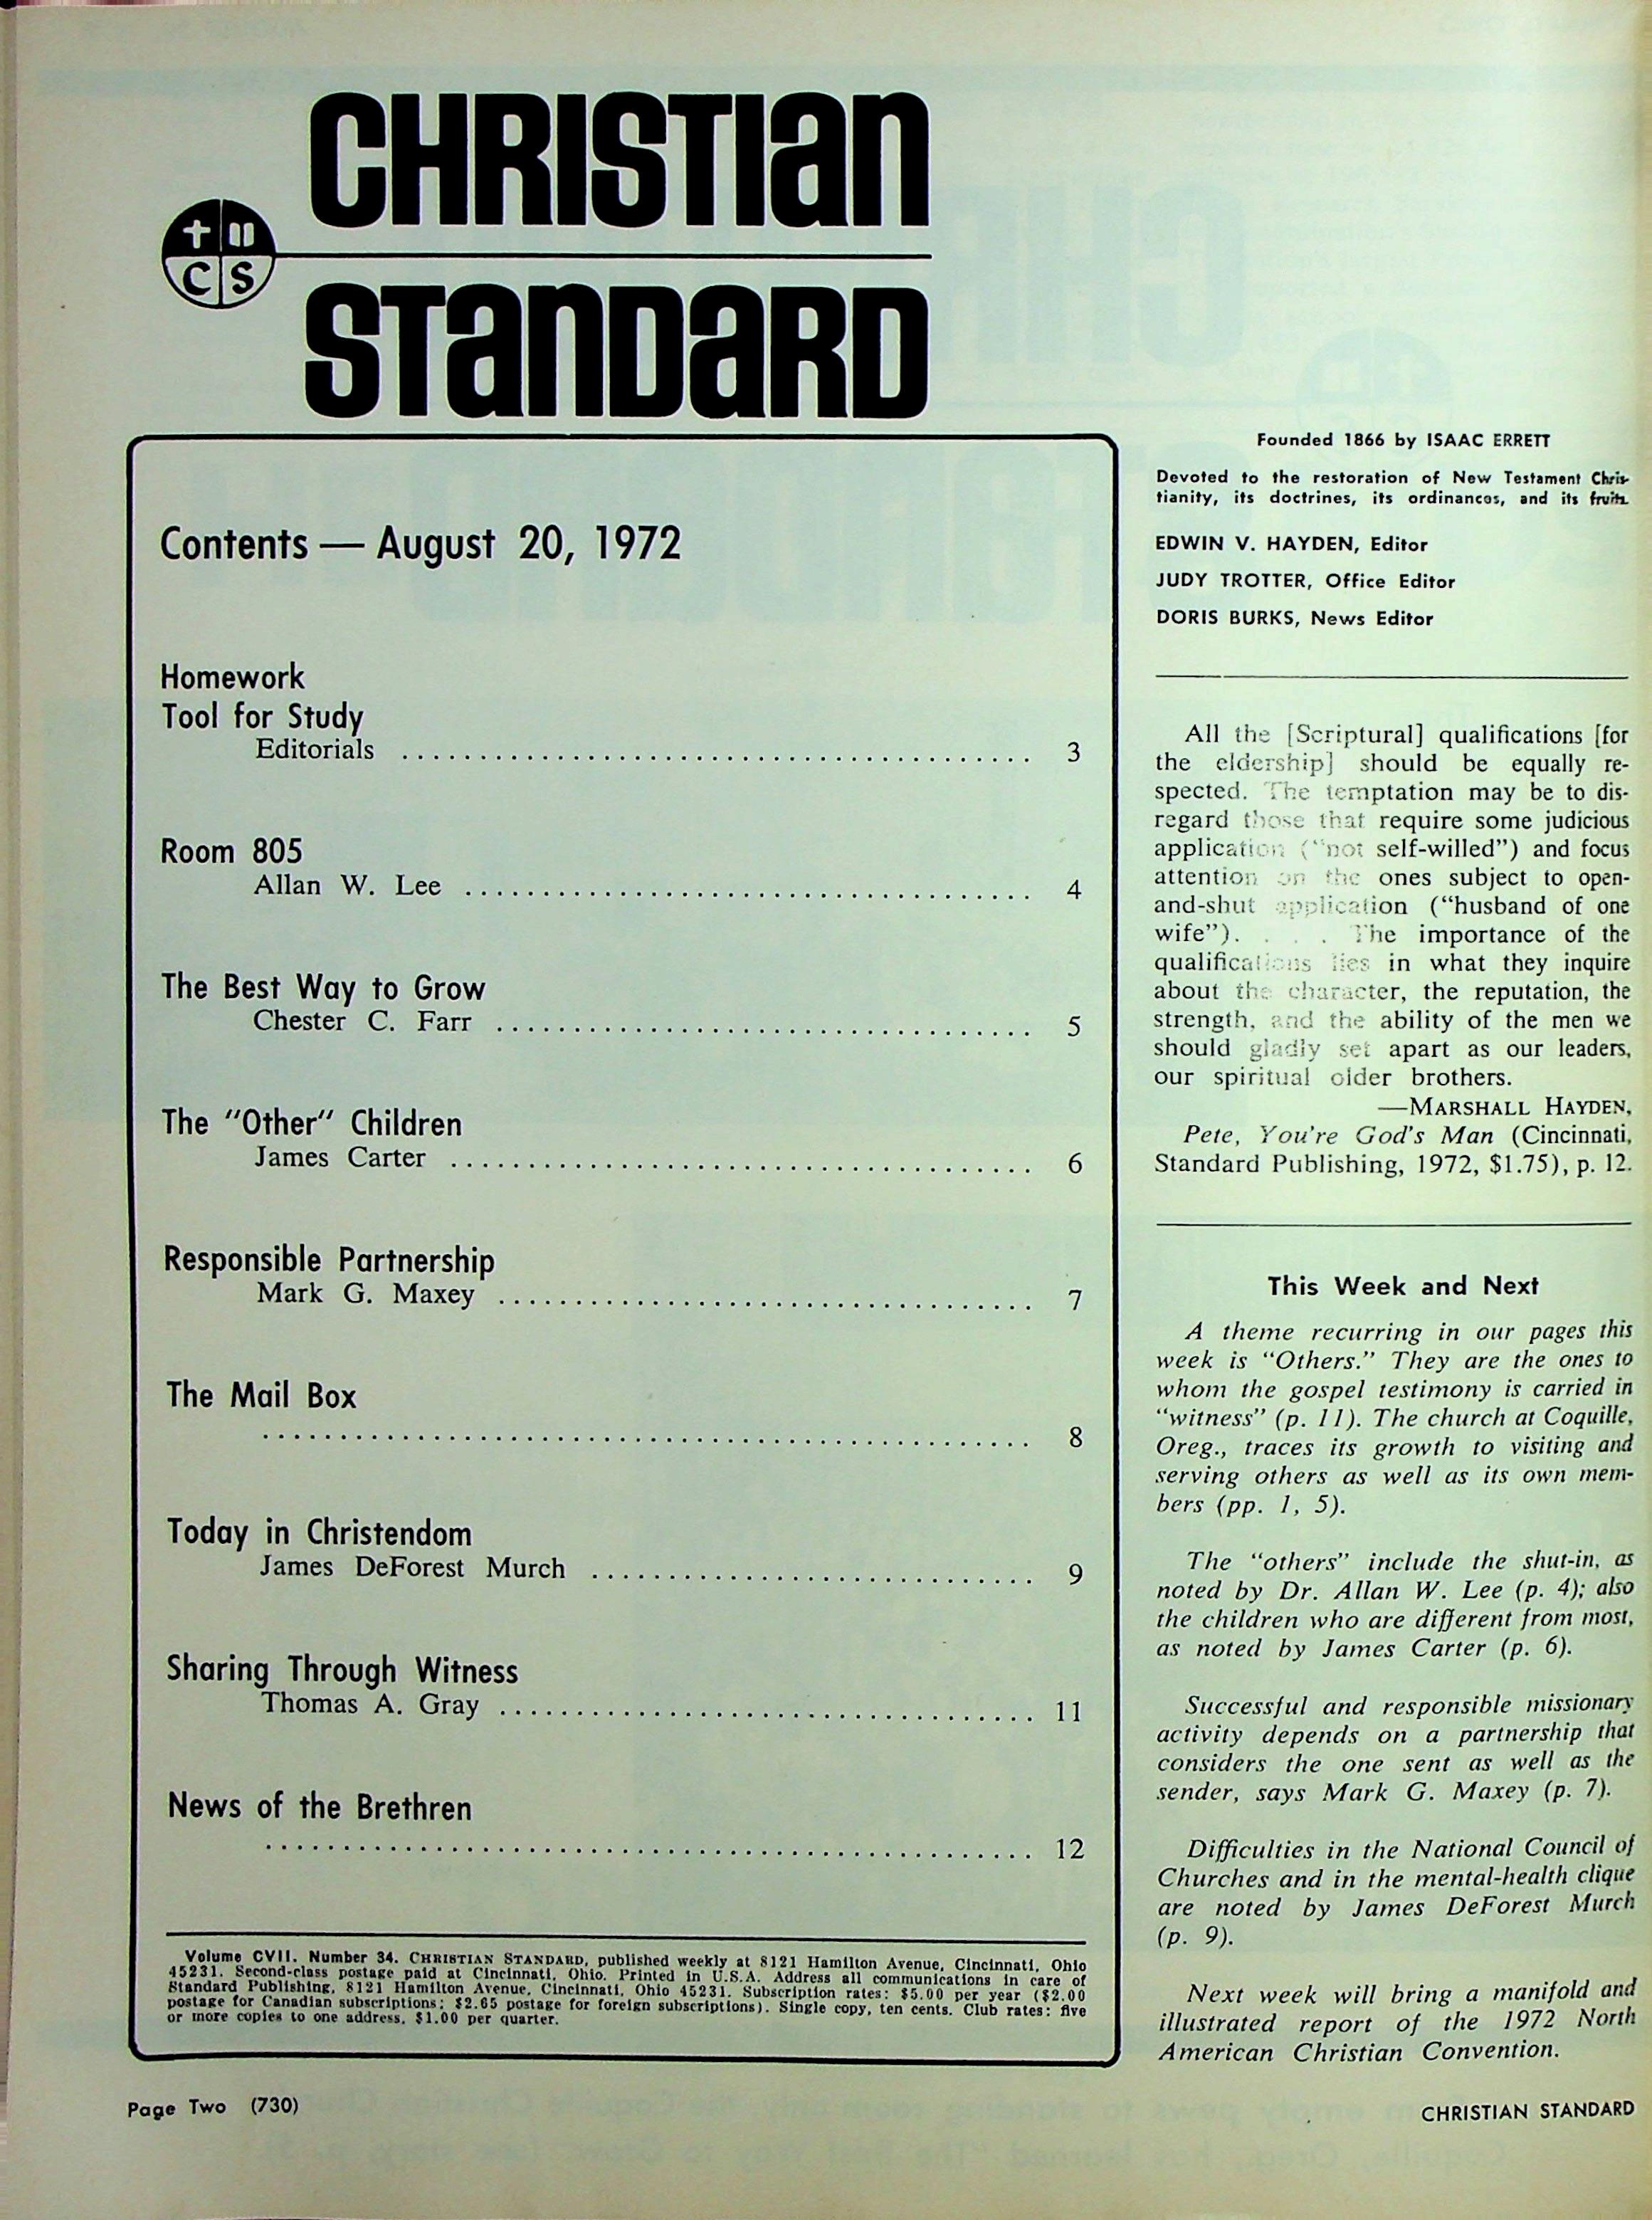 CHRISTIAN
STANDARD
C S
Contents — August 20, 1972
Homework
Tool for Study
Editorials ........................................ 3
Room 805
Allan W. Lee .................................... 4
The Best Way to Grow
Chester C. Farr .................................. 5
The "Other" Children
James Carter ..................................... 6
Responsible Partnership
Mark G. Maxey .................................. 7
The Mail Box
................................................. 8
Today in Christendom
James DeForest Murch ............................ 9
Sharing Through Witness
Thomas A. Gray .................................. 11
News of the Brethren
................................................. 12
Volume CVII, Number 34. CHRISTIAN STANDARD, published weekly at 8121 Hamilton Avenue, Cincinnati, Ohio
45231. Second-class postage paid at Cincinnati, Ohio. Printed in U.S.A. Address all communications in care of
Standard Publishing, 8121 Hamilton Avenue, Cincinnati, Ohio 45231. Subscription rates: $5.00 per year ($2.00
postage for Canadian subscriptions; $2.65 postage for foreign subscriptions). Single copy, ten cents. Club rates: five
or more copies to one address, $1.00 per quarter.
Founded 1866 by ISAAC ERRETT
Devoted to the restoration of New Testament Chris-
tianity, its doctrines, its ordinances, and its fruits.
EDWIN V. HAYDEN, Editor
JUDY TROTTER, Office Editor
DORIS BURKS, News Editor
All the [Scriptural] qualifications [for
the eldership] should be equally re-
spected. The temptation may be to dis-
regard those that require some judicious
application ("not self-willed") and focus
attention on the ones subject to open-
and-shut application ("husband of one
wife"). . . . The importance of the
qualifications lies in what they inquire
about the character, the reputation, the
strength, and the ability of the men we
should gladly set apart as our leaders,
our spiritual older brothers.
—MARSHALL HAYDEN,
Pete, You're God's Man (Cincinnati,
Standard Publishing, 1972, $1.75), p. 12.
This Week and Next
A theme recurring in our pages this
week is "Others." They are the ones to
whom the gospel testimony is carried in
"witness" (p. 11). The church at Coquille,
Oreg., traces its growth to visiting and
serving others as well as its own mem-
bers (pp. 1, 5).
The "others" include the shut-in, as
noted by Dr. Allan W. Lee (p. 4); also
the children who are different from most,
as noted by James Carter (p. 6).
Successful and responsible missionary
activity depends on a partnership that
considers the one sent as well as the
sender, says Mark G. Maxey (p. 7).
Difficulties in the National Council of
Churches and in the mental-health clique
are noted by James DeForest Murch
(p. 9).
Next week will bring a manifold and
illustrated report of the 1972 North
American Christian Convention.
Page Two (730)
CHRISTIAN STANDARD